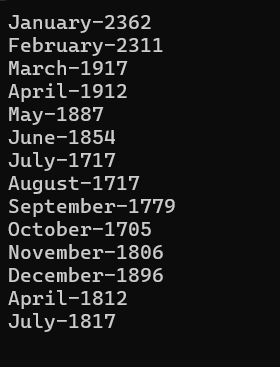 January-2362
February-2311
March-1917
April-1912
May-1887
June-1854
July-1717
August-1717
September-1779
October-1705
November-1806
December-1896
April-1812
July-1817